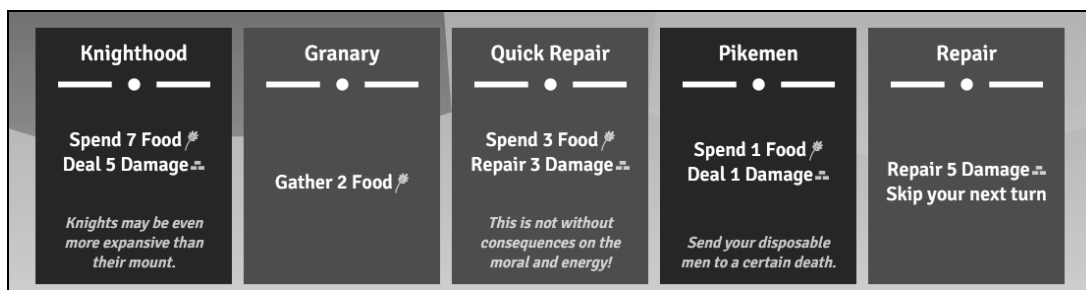 Knighthood
Spend 7 Food
Deal 5 Damage
Knights may be even
more expansive than
their mount.
Granary
Gather 2 Food
Quick Repair
Spend 3 Food
Repair 3 Damage
This is not without
consequences on the
moral and energy!
Pikemen
Spend 1 Food
Deal 1 Damage
Send your disposable
men to a certain death.
Repair
Repair 5 Damage
Skip your next turn